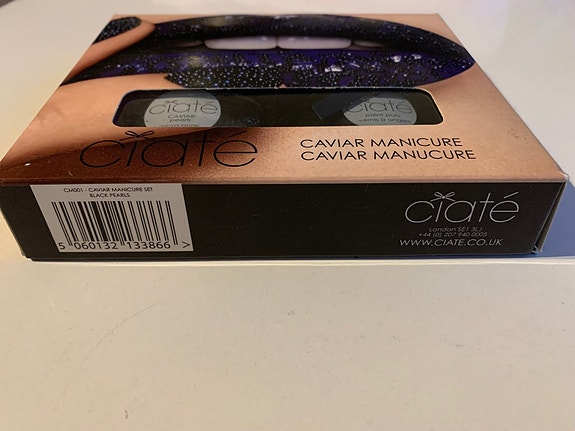 ciaté
CAVIAR
pearls
ciaté
paint pots
vernis à ongles
ciaté
CAVIAR MANICURE
CAVIAR MANUCURE
CM001 - CAVIAR MANICURE SET
BLACK PEARLS
5 060132 133866 >
ciaté
London SE1 3LJ
+44 (0) 207 940 0005
WWW.CIATE.CO.UK